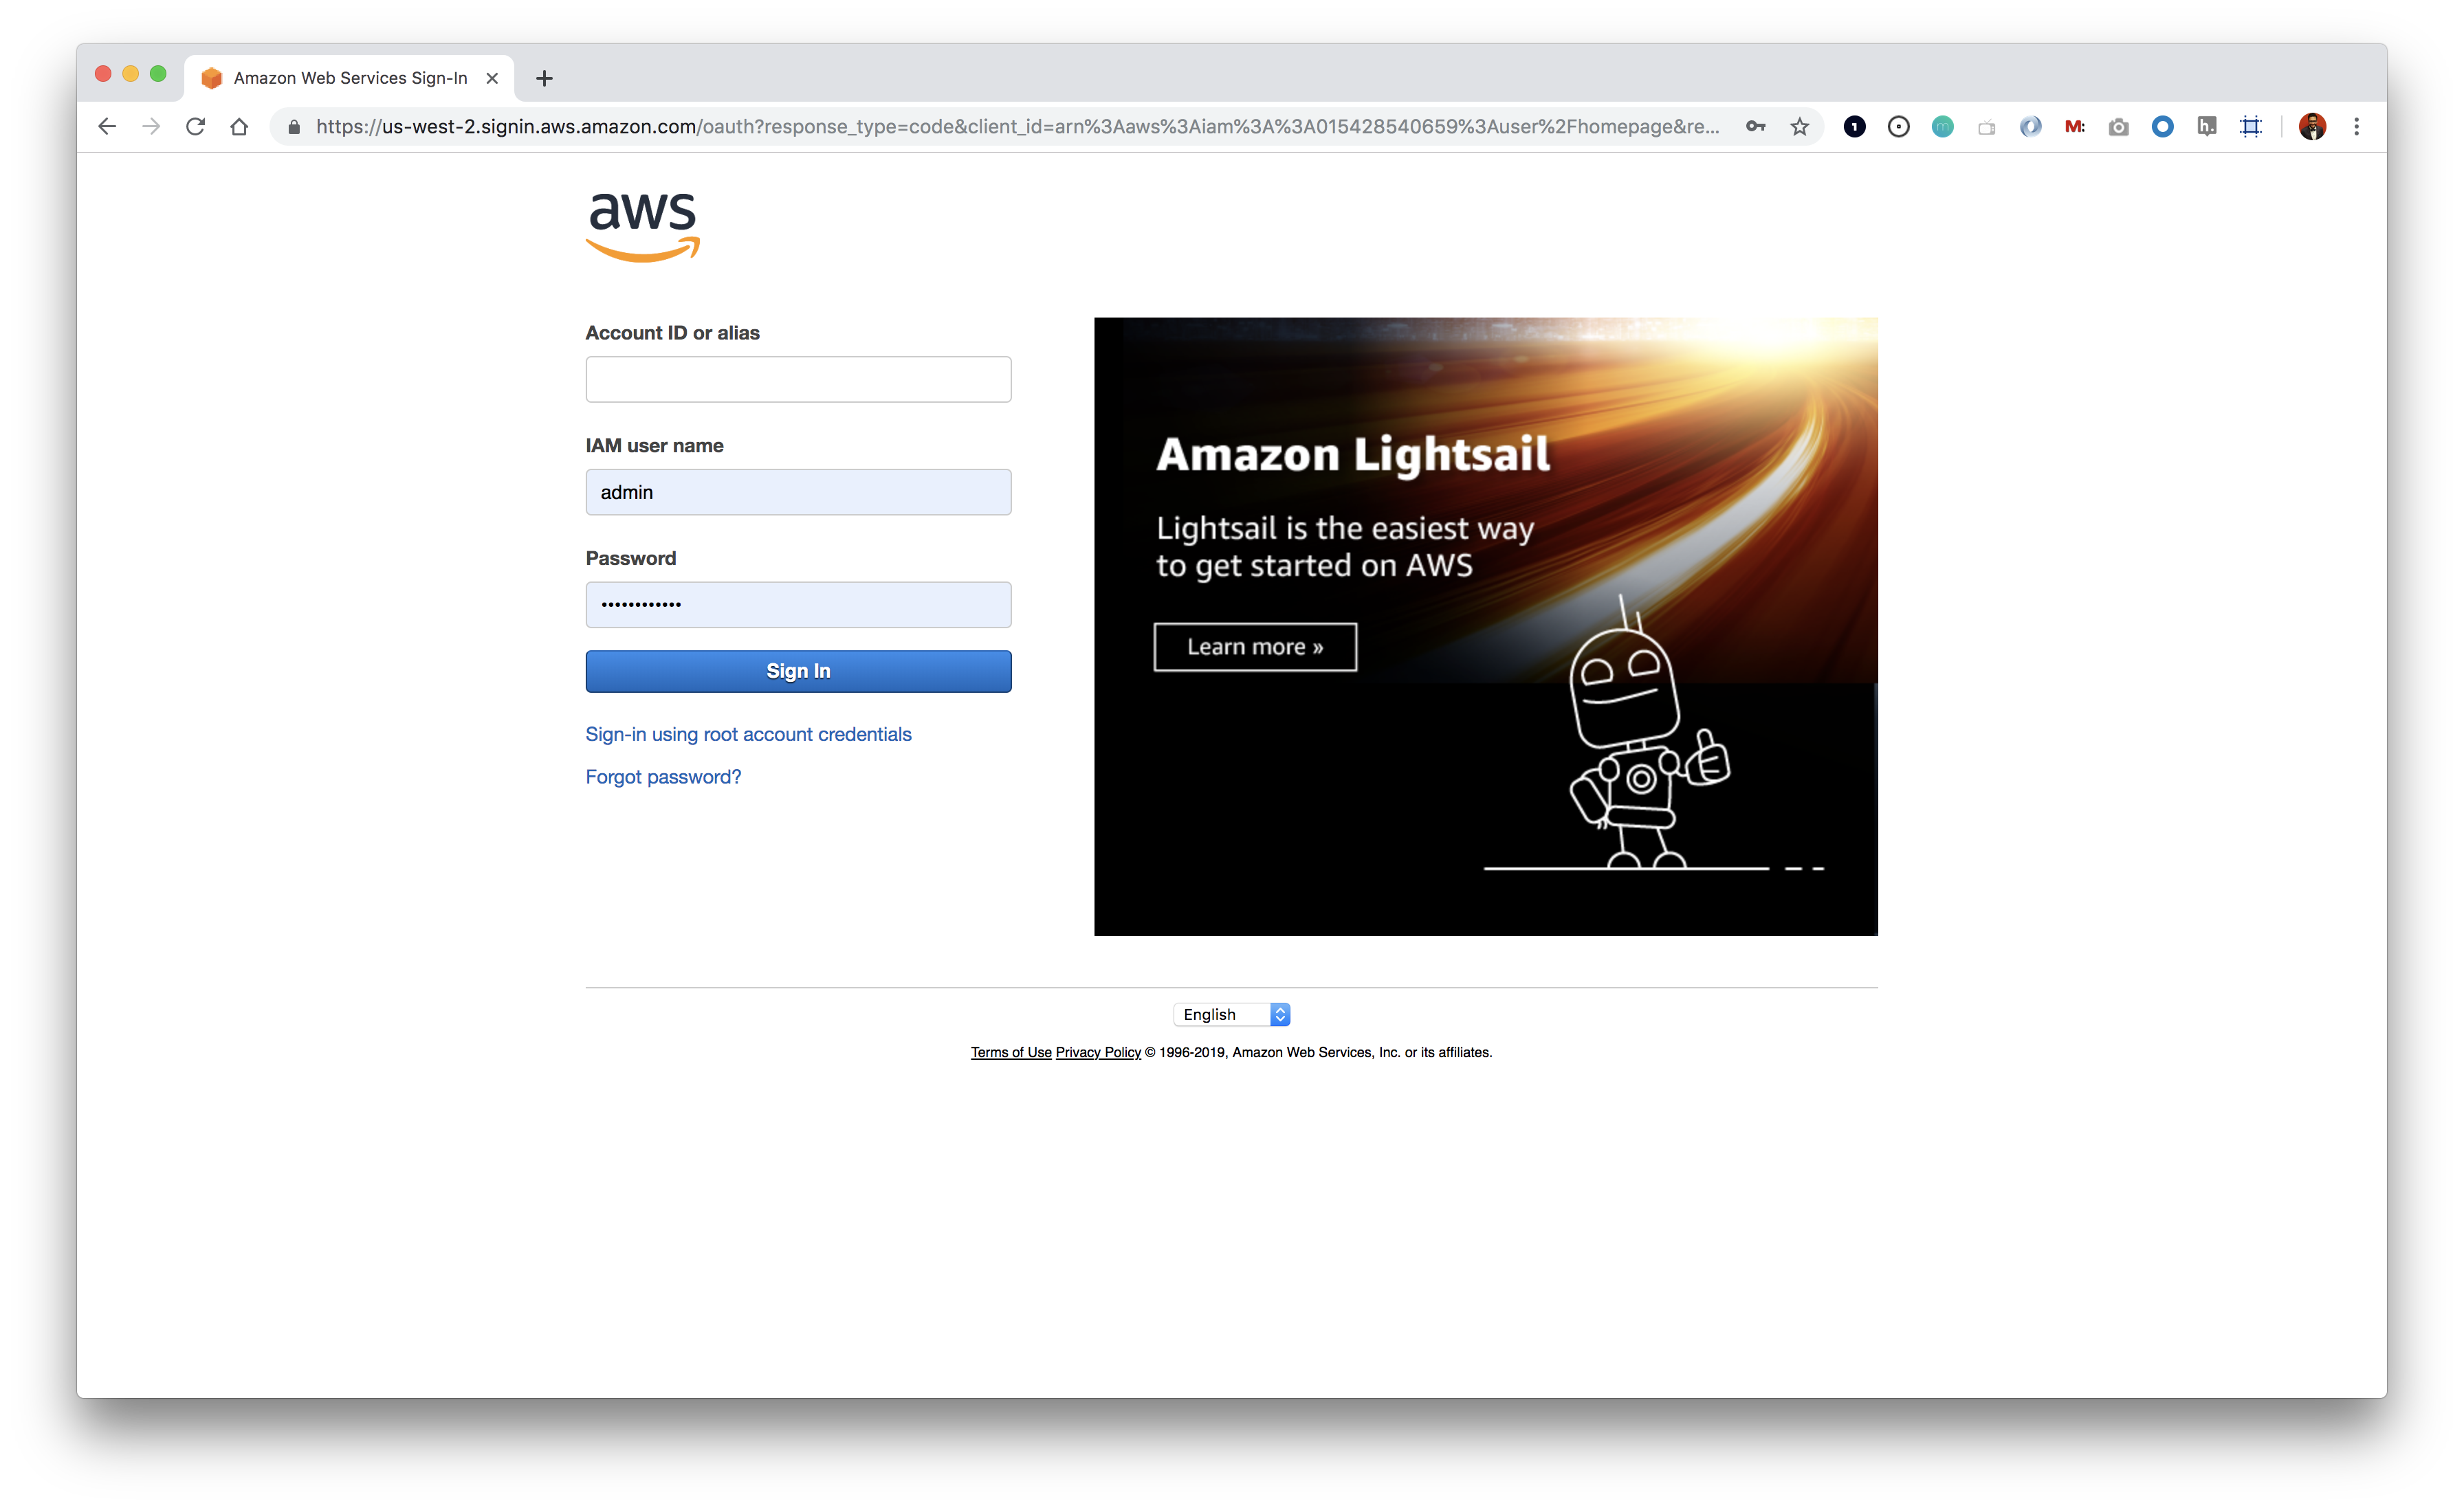 Amazon Web Services Sign-In
https://us-west-2.signin.aws.amazon.com/oauth?response_type=code&client_id=arn%3Aaws%3Aiam%3A%3A015428540659%3Auser%2Fhomepage&re...
1
m
M:
h.
aws
Account ID or alias
IAM user name
admin
Password
••••••••••••
Sign In
Sign-in using root account credentials
Forgot password?
Amazon Lightsail
Lightsail is the easiest way
to get started on AWS
Learn more »
English
Terms of Use Privacy Policy © 1996-2019, Amazon Web Services, Inc. or its affiliates.